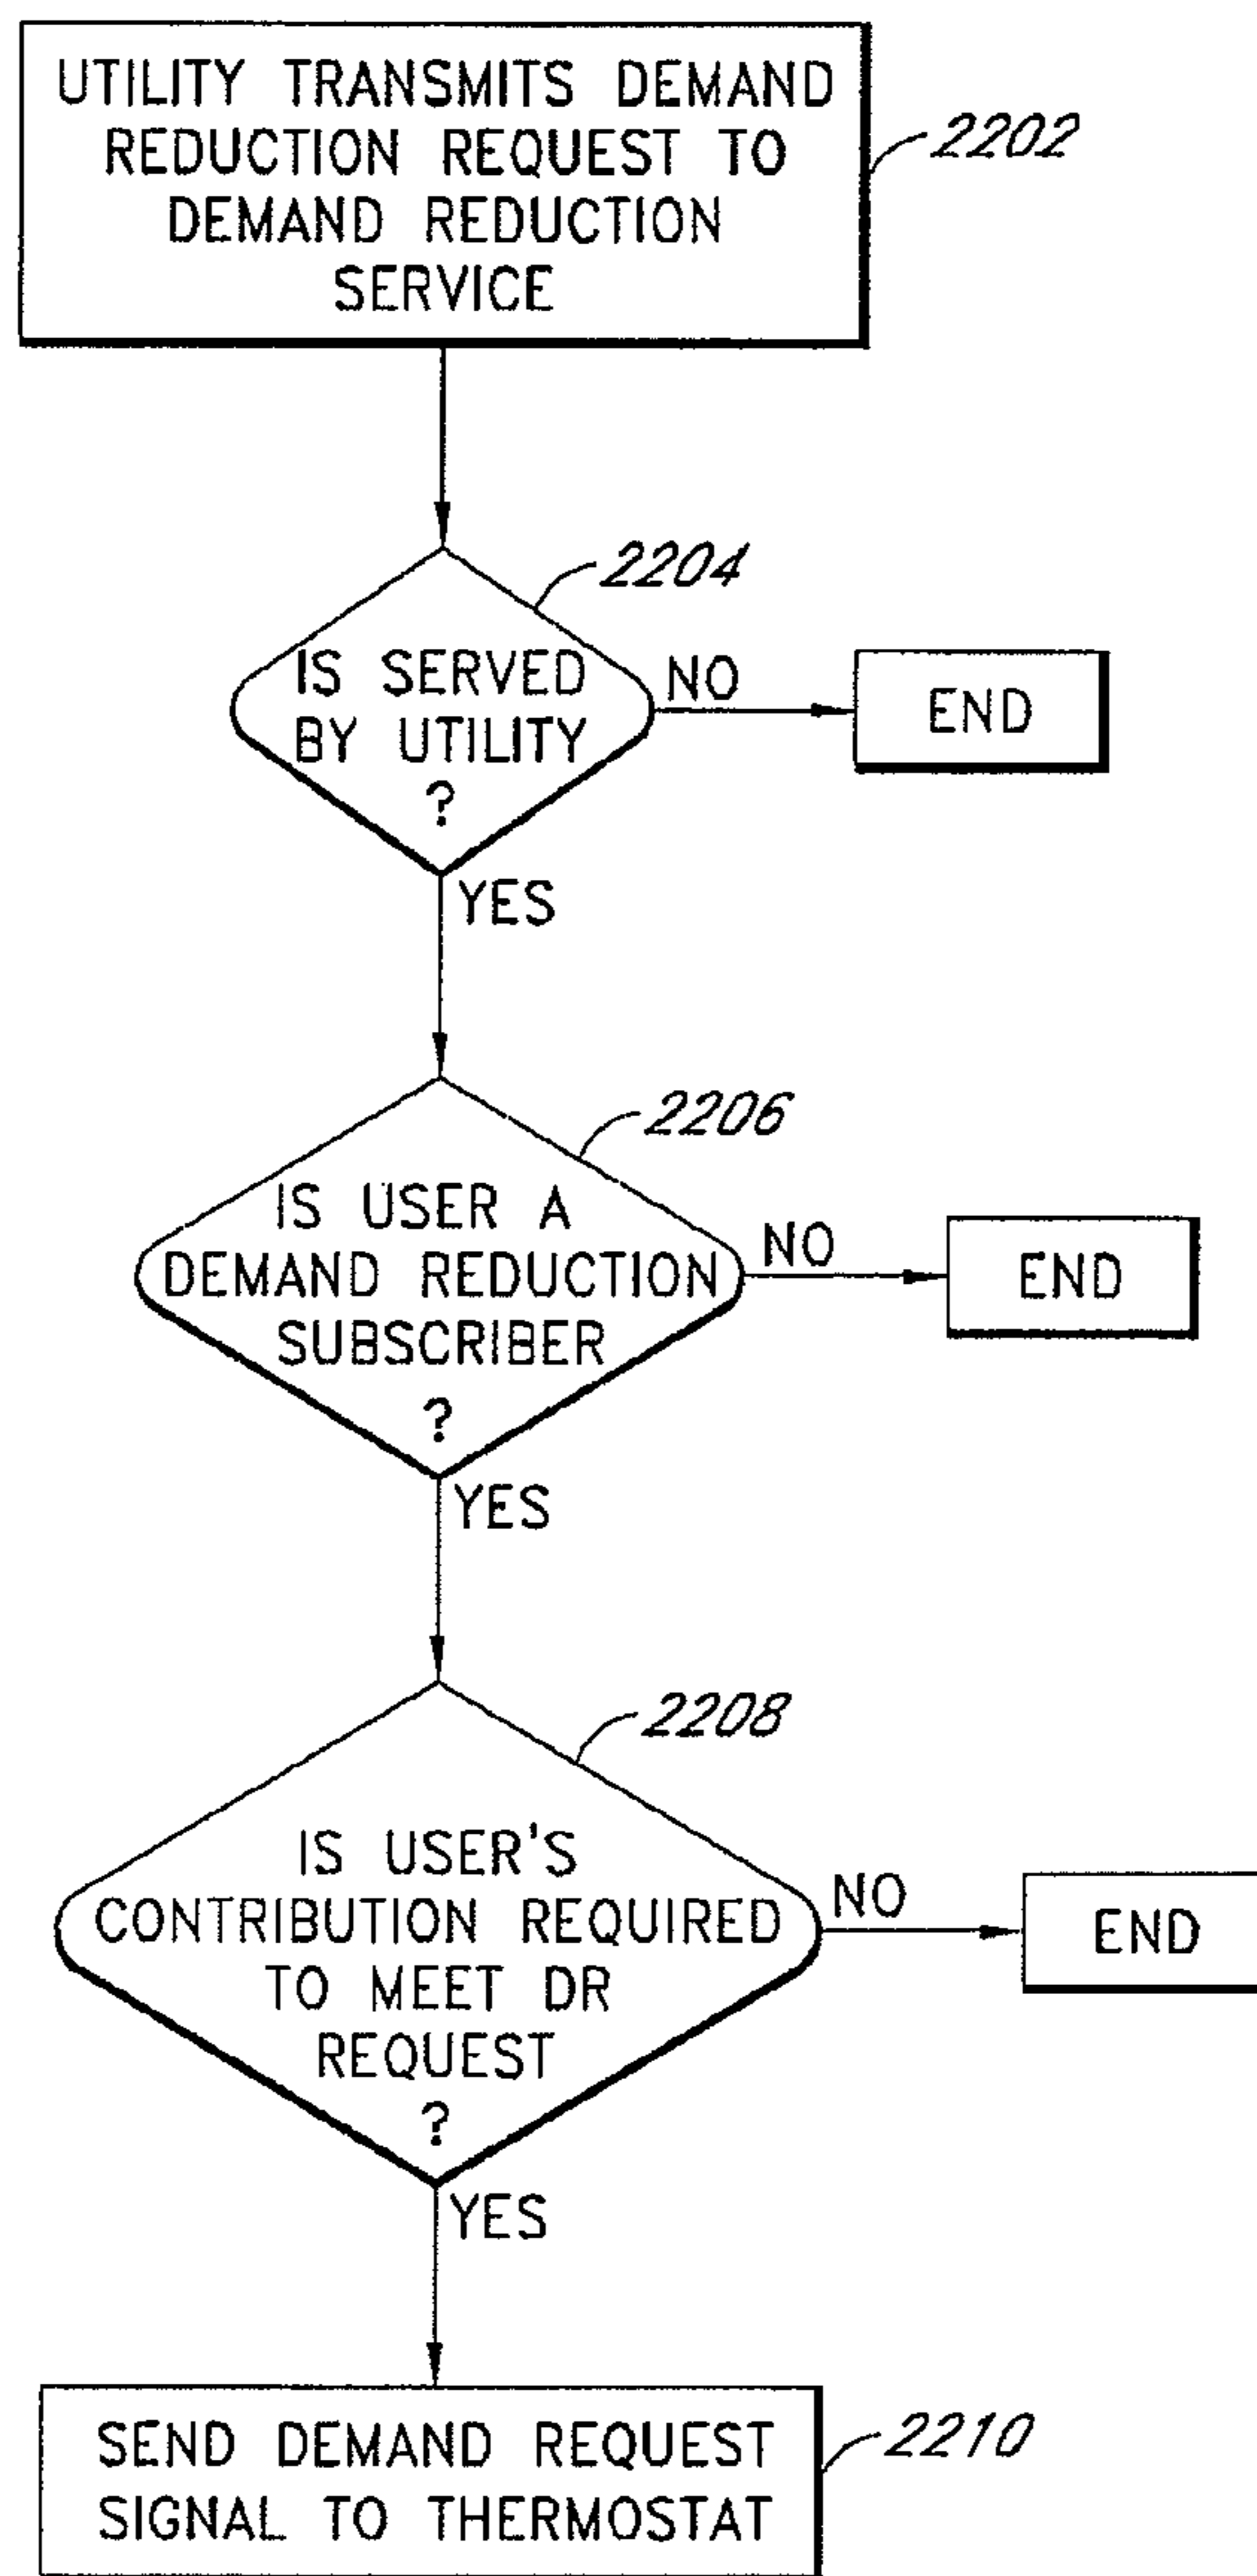 UTILITY TRANSMITS DEMAND
REDUCTION REQUEST TO
DEMAND REDUCTION
SERVICE
2202
2204
IS SERVED
BY UTILITY
?
NO
END
YES
2206
IS USER A
DEMAND REDUCTION
SUBSCRIBER
?
NO
END
YES
2208
IS USER'S
CONTRIBUTION REQUIRED
TO MEET DR
REQUEST
?
NO
END
YES
SEND DEMAND REQUEST
SIGNAL TO THERMOSTAT
2210